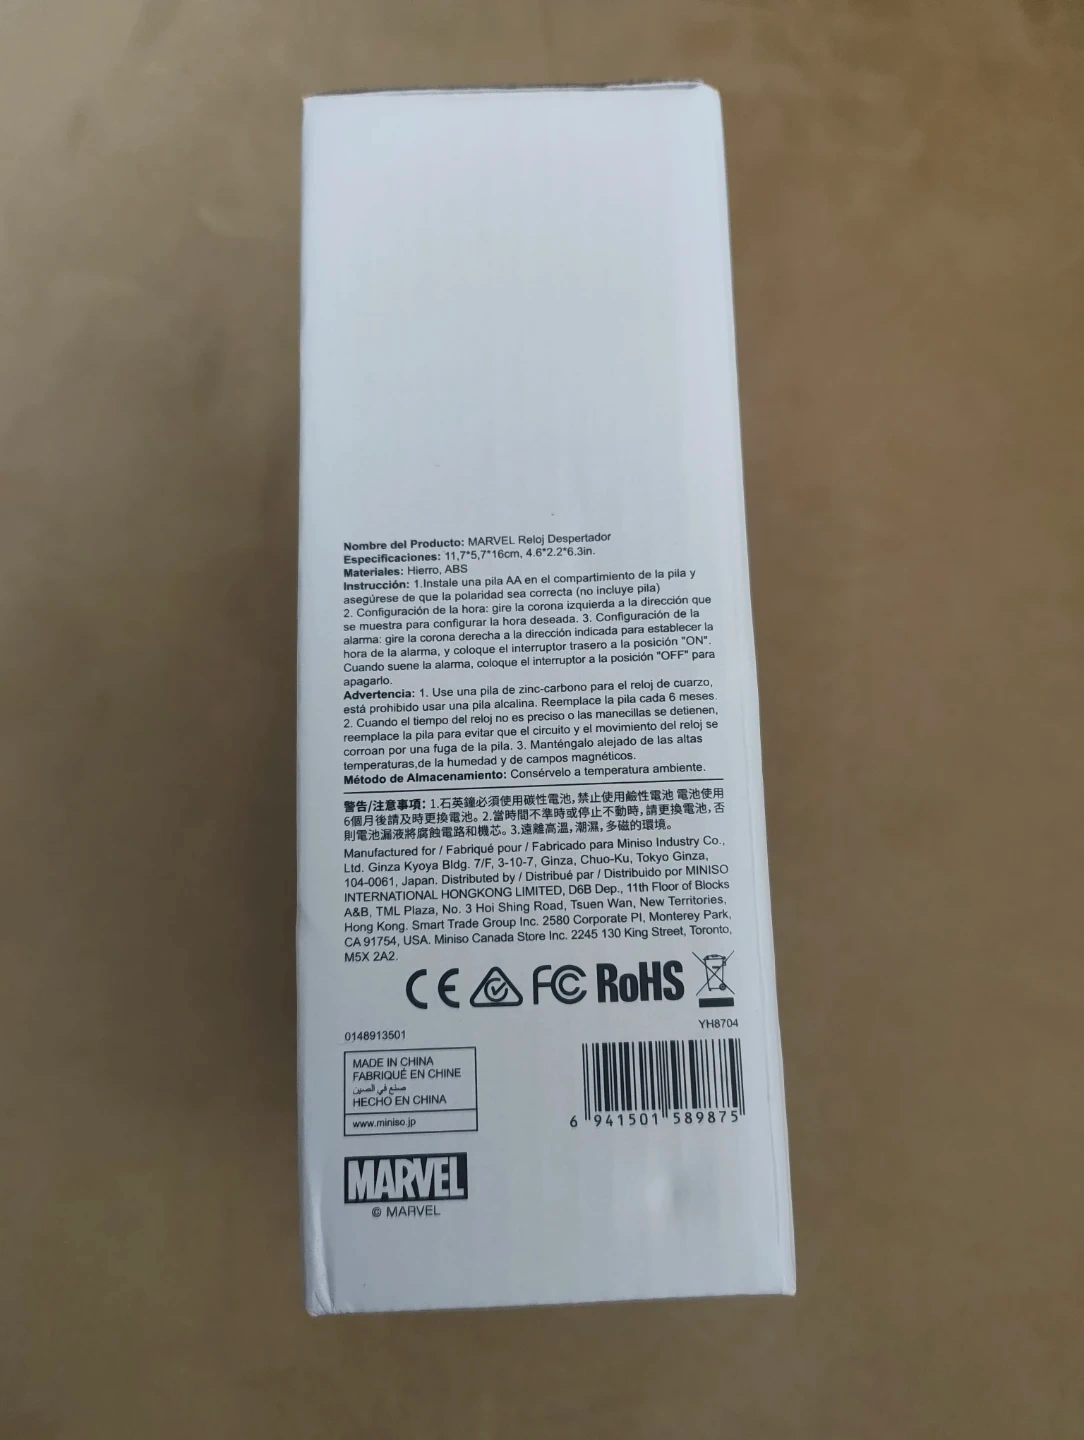 Nombre del Producto: MARVEL Reloj Despertador
Especificaciones: 11,7*5,7*16cm, 4.6*2.2*6.3in.
Materiales: Hierro, ABS
Instrucción: 1.Instale una pila AA en el compartimiento de la pila y
asegúrese de que la polaridad sea correcta (no incluye pila)
2. Configuración de la hora: gire la corona izquierda a la dirección que
se muestra para configurar la hora deseada. 3. Configuración de la
alarma: gire la corona derecha a la dirección indicada para establecer la
hora de la alarma, y coloque el interruptor trasero a la posición "ON".
Cuando suene la alarma, coloque el interruptor a la posición "OFF" para
apagarlo.
Advertencia: 1. Use una pila de zinc-carbono para el reloj de cuarzo,
está prohibido usar una pila alcalina. Reemplace la pila cada 6 meses.
2. Cuando el tiempo del reloj no es preciso o las manecillas se detienen,
reemplace la pila para evitar que el circuito y el movimiento del reloj se
corroan por una fuga de la pila. 3. Manténgalo alejado de las altas
temperaturas,de la humedad y de campos magnéticos.
Método de Almacenamiento: Consérvelo a temperatura ambiente.
警告/注意事項: 1.石英鐘必須使用碳性電池, 禁止使用鹼性電池 電池使用
6個月後請及時更換電池。2.當時間不準時或停止不動時, 請更換電池, 否
則電池漏液將腐蝕電路和機芯。3.遠離高溫, 潮濕, 多磁的環境。
Manufactured for / Fabriqué pour / Fabricado para Miniso Industry Co.,
Ltd. Ginza Kyoya Bldg. 7/F, 3-10-7, Ginza, Chuo-Ku, Tokyo Ginza,
104-0061, Japan. Distributed by / Distribué par / Distribuido por MINISO
INTERNATIONAL HONGKONG LIMITED, D6B Dep., 11th Floor of Blocks
A&B, TML Plaza, No. 3 Hoi Shing Road, Tsuen Wan, New Territories,
Hong Kong. Smart Trade Group Inc. 2580 Corporate Pl, Monterey Park,
CA 91754, USA. Miniso Canada Store Inc. 2245 130 King Street, Toronto,
M5X 2A2.
CE FC RoHS
0148913501
YH8704
MADE IN CHINA
FABRIQUÉ EN CHINE
صنع في الصين
HECHO EN CHINA
www.miniso.jp
6 941501 589875
MARVEL
© MARVEL